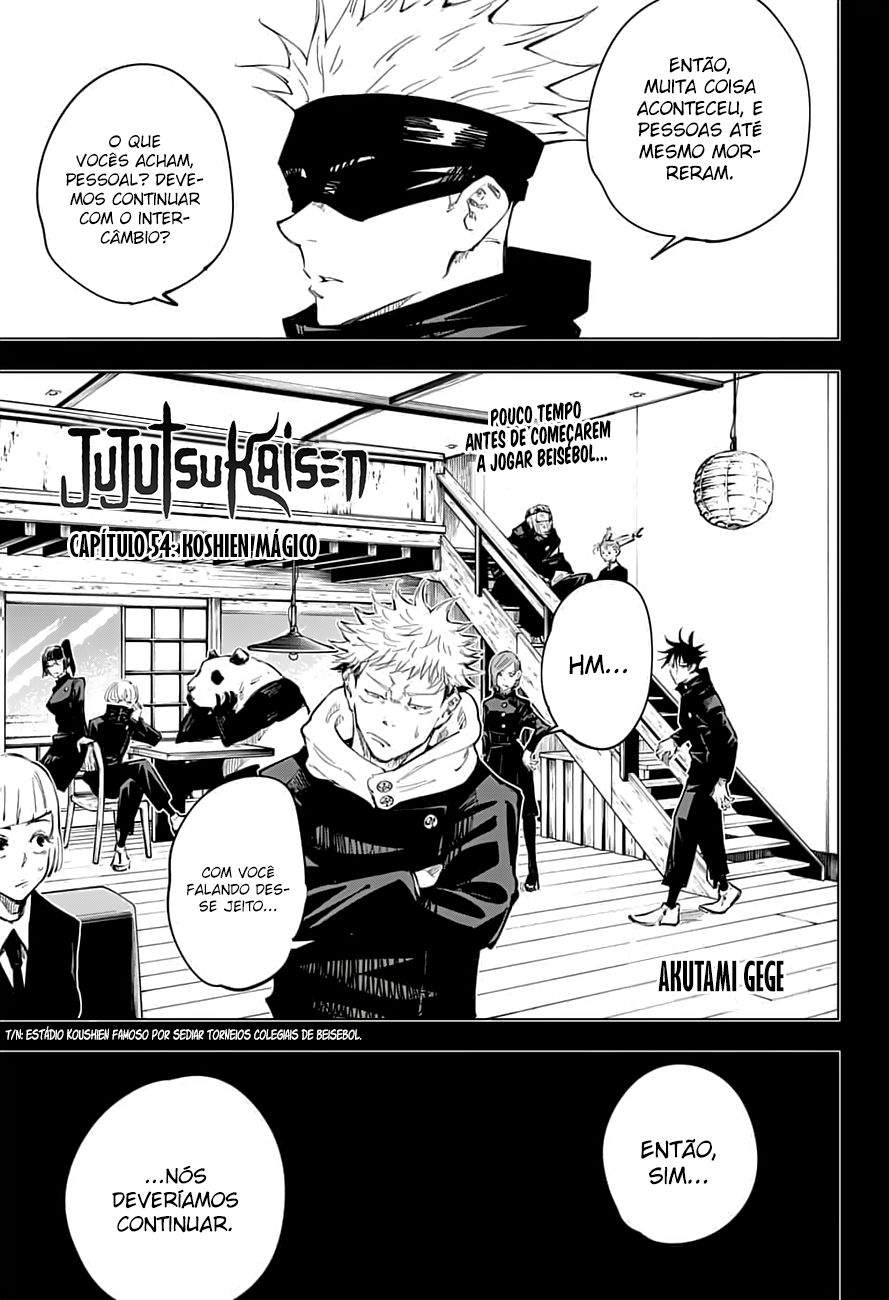 ENTÃO,
MUITA COISA
ACONTECEU, E
PESSOAS ATÉ
MESMO MOR-
RERAM.
O QUE
VOCÊS ACHAM,
PESSOAL? DEVE-
MOS CONTINUAR
COM O INTER-
CÂMBIO?
POUCO TEMPO
ANTES DE COMEÇAREM
A JOGAR BEISEBOL...
JUJUTSU KAISEN
CAPÍTULO 54: KOSHIEN MÁGICO
HM...
COM VOCÊ
FALANDO DES-
SE JEITO...
AKUTAMI GEGE
T/N: ESTÁDIO KOUSHIEN FAMOSO POR SEDIAR TORNEIOS COLEGIAIS DE BEISEBOL.
ENTÃO,
SIM...
...NÓS
DEVERÍAMOS
CONTINUAR.